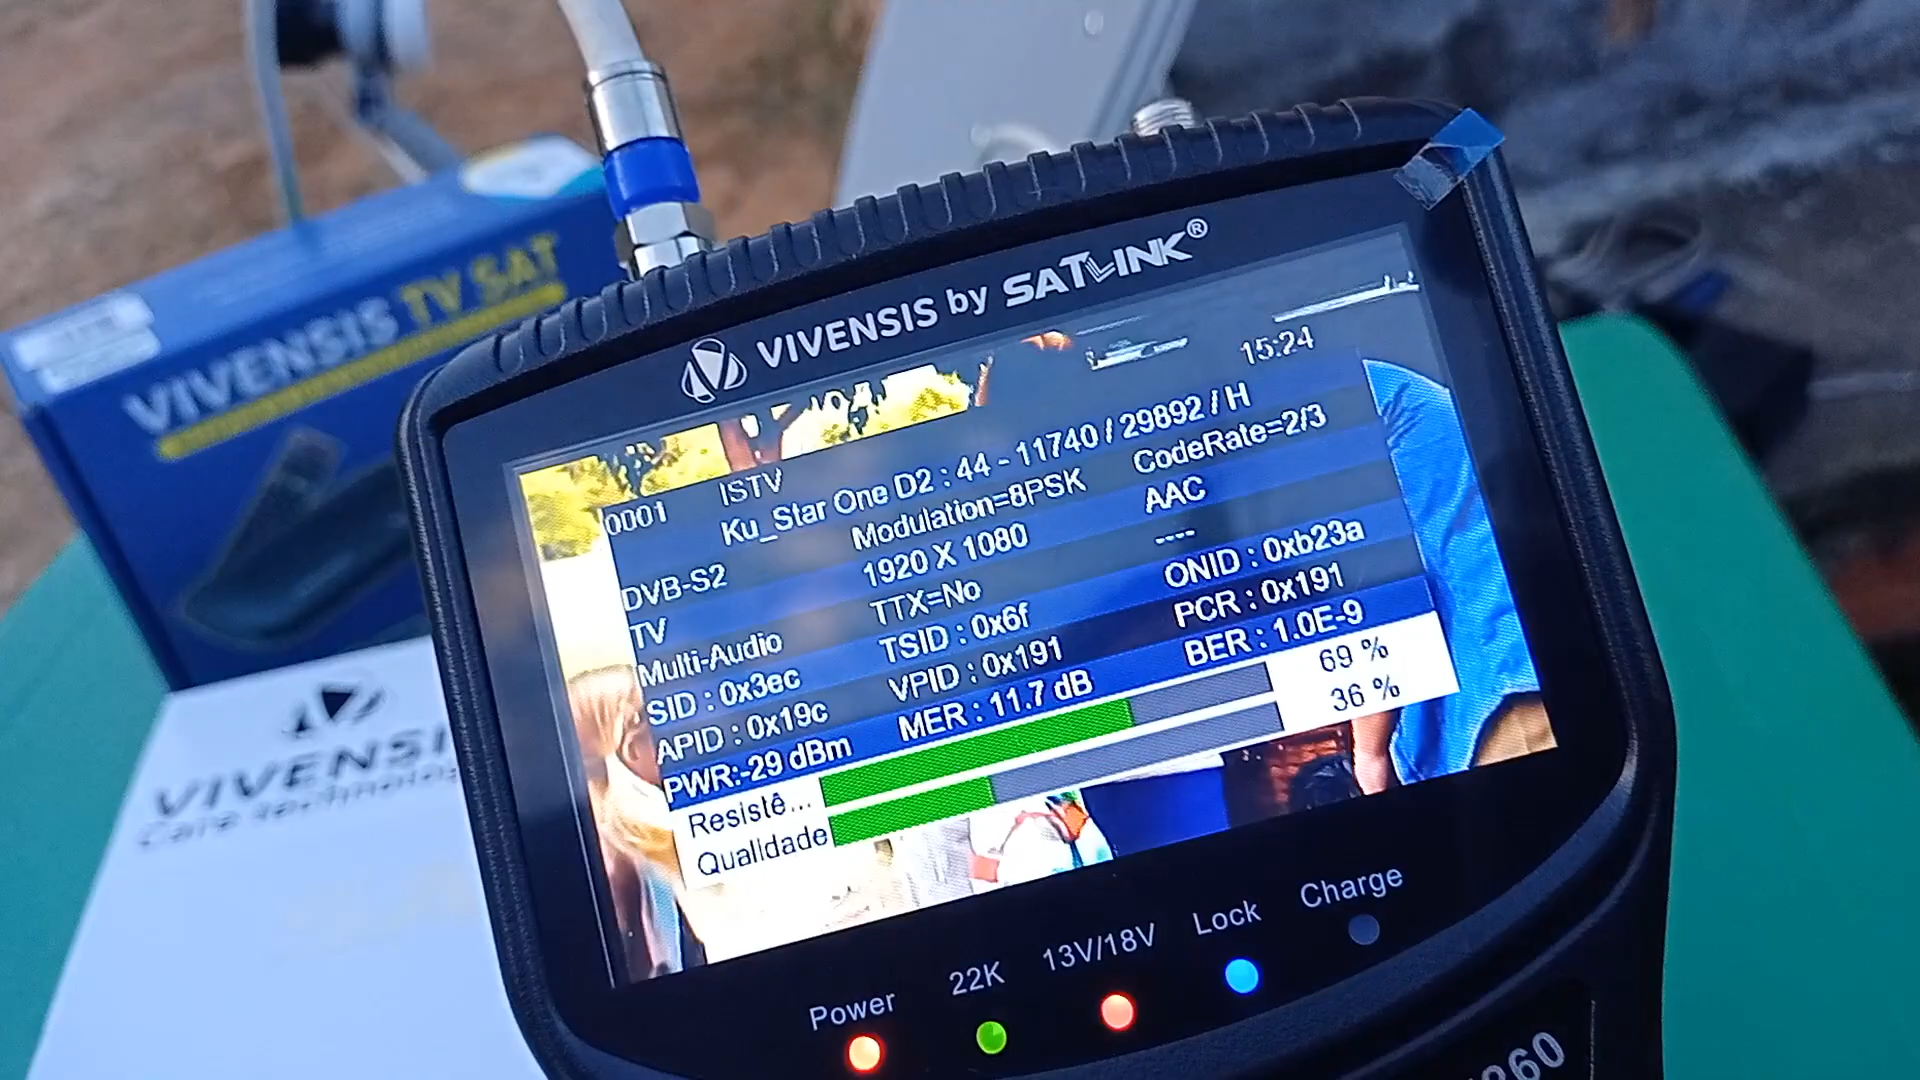 VIVENSIS TV SAT
VIVENSIS by SATLINK®
15:24
0001 ISTV
Ku_Star One D2 : 44 - 11740 / 29892 / H
DVB-S2 Modulation=8PSK CodeRate=2/3
TV 1920 X 1080 AAC
Multi-Audio TTX=No ----
SID : 0x3ec TSID : 0x6f ONID : 0xb23a
APID : 0x19c VPID : 0x191 PCR : 0x191
PWR:-29 dBm MER : 11.7 dB BER : 1.0E-9
Resistê... 69 %
Qualidade 36 %
Power 22K 13V/18V Lock Charge
VIVENSI
Care technolog